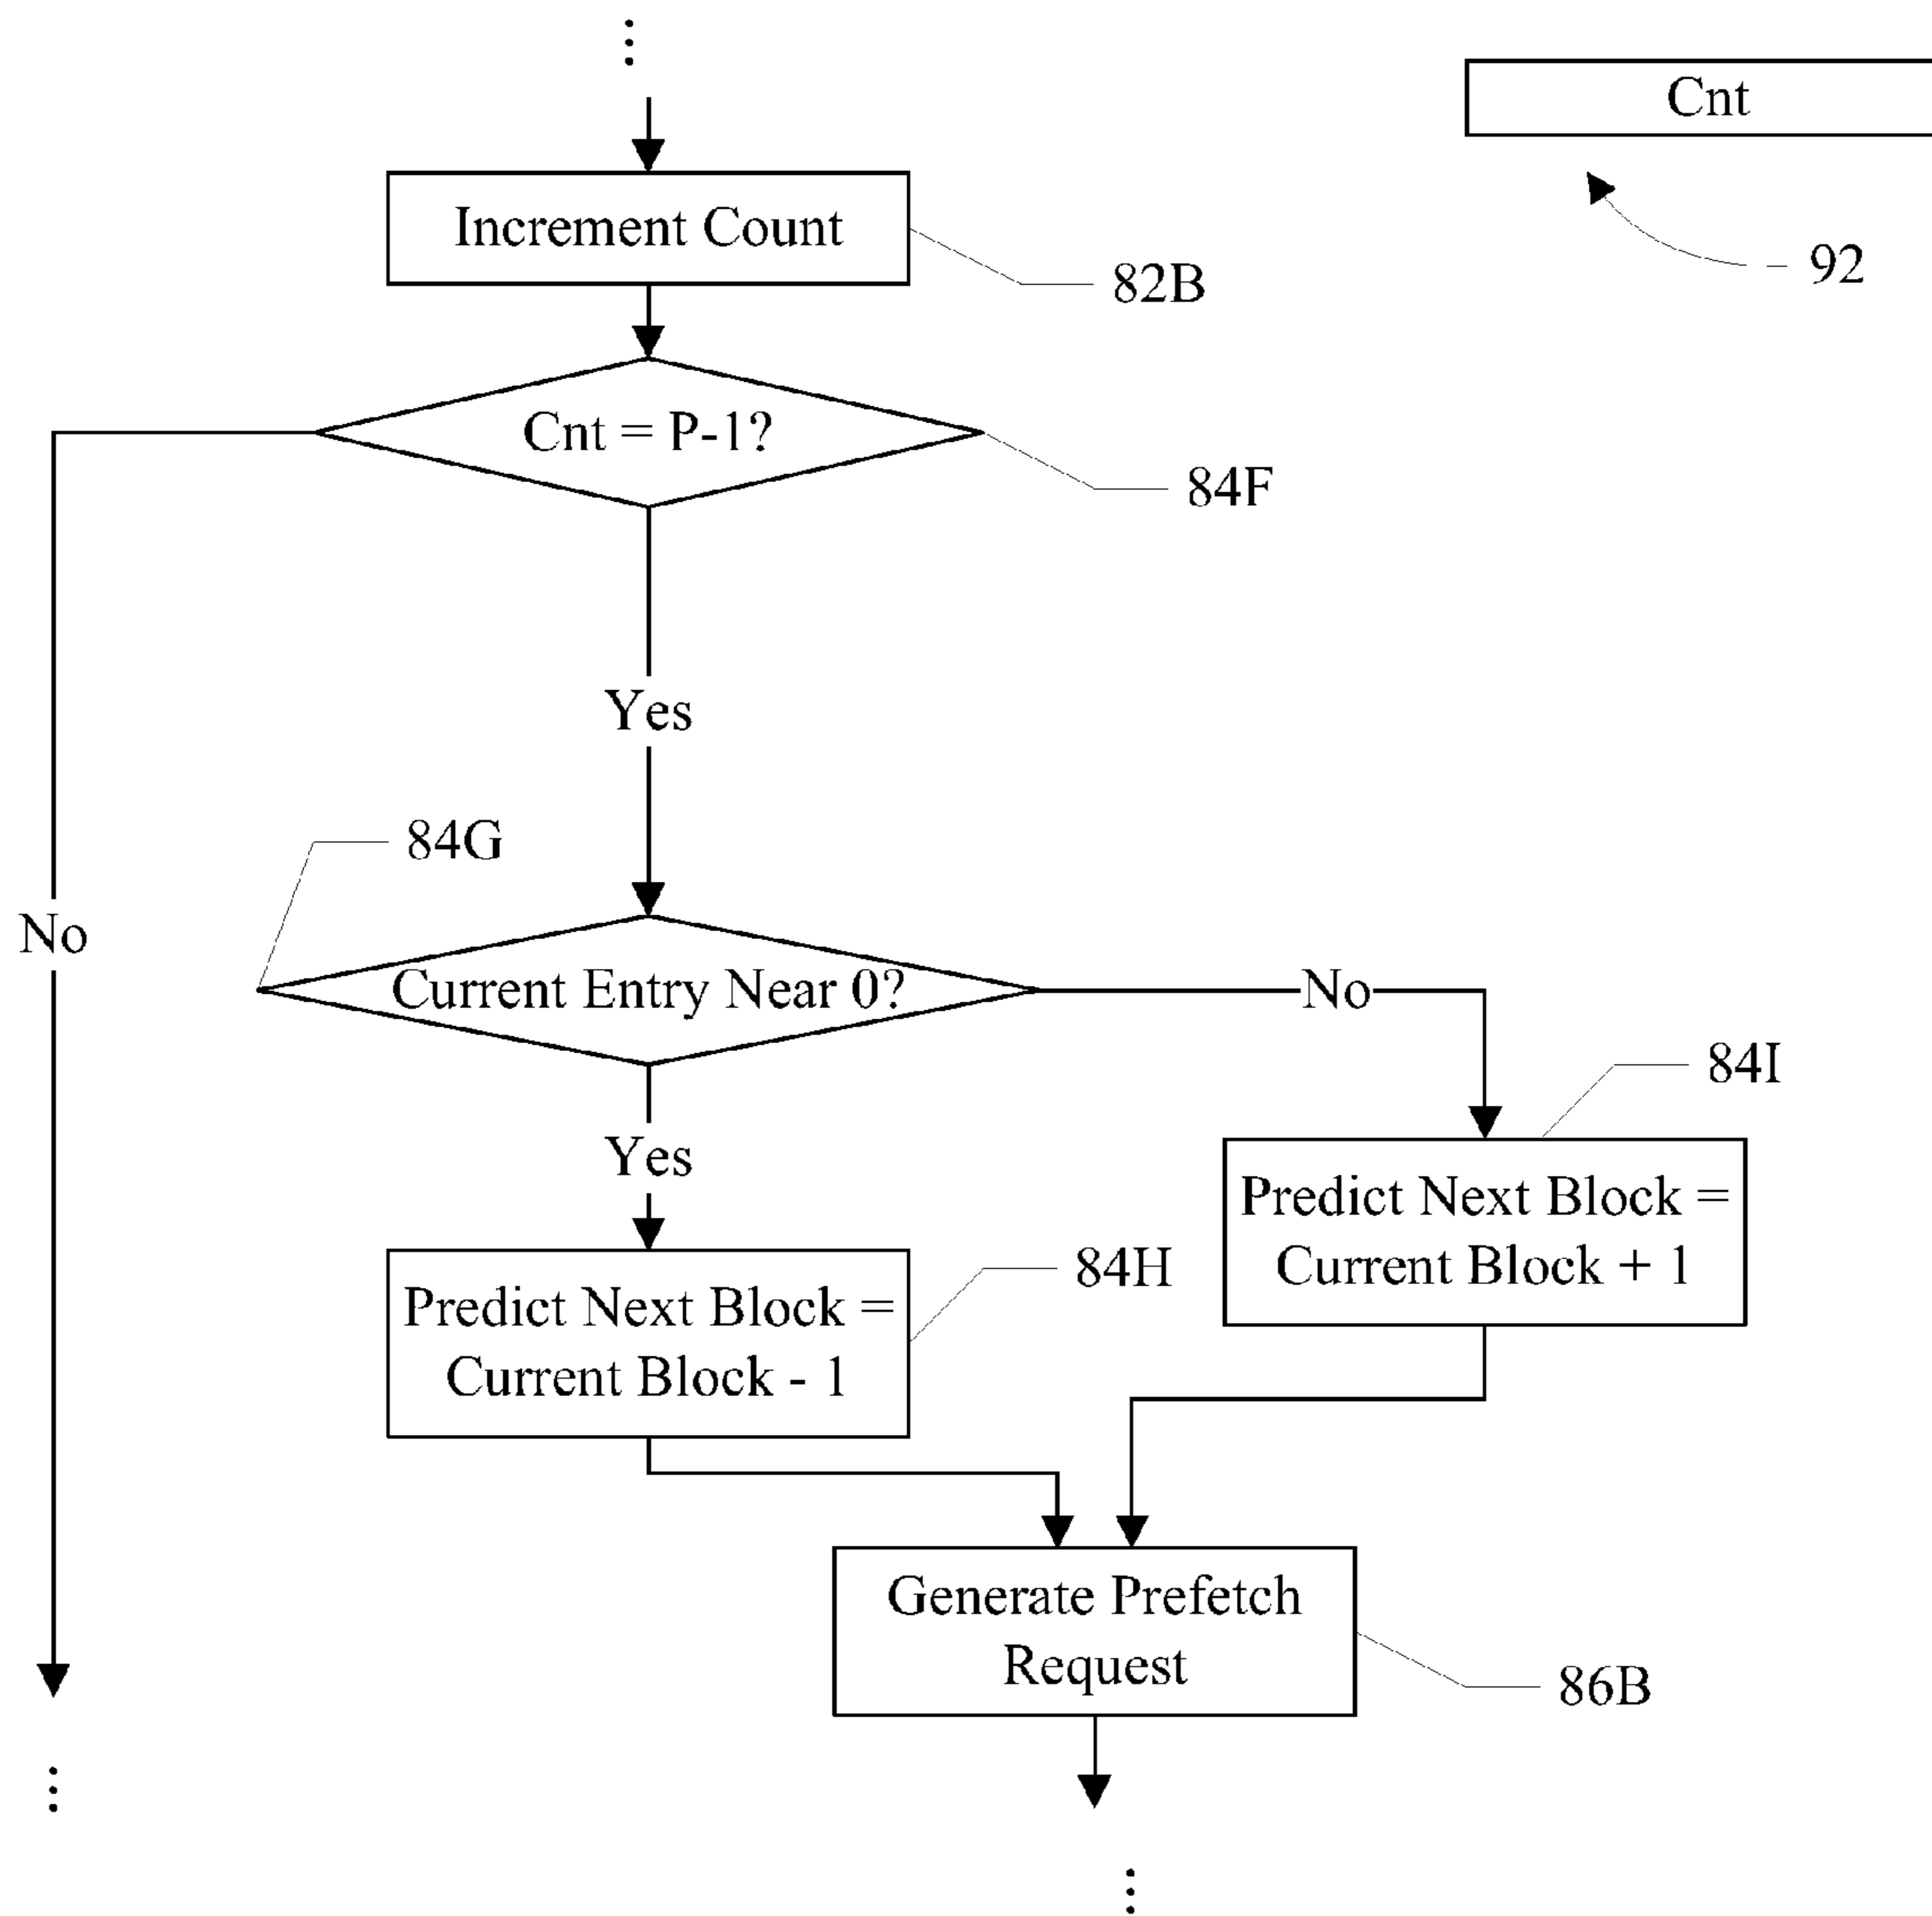 Cnt
Increment Count
92
82B
Cnt = P-1?
84F
Yes
84G
No
Current Entry Near 0?
No
84I
Yes
Predict Next Block =
Current Block + 1
84H
Predict Next Block =
Current Block - 1
Generate Prefetch
Request
86B